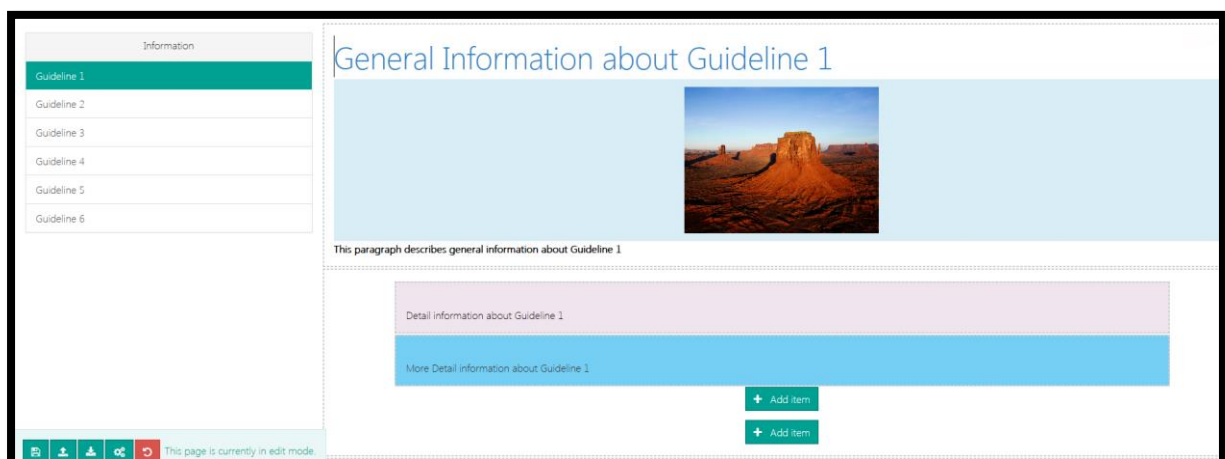 Information
Guideline 1
Guideline 2
Guideline 3
Guideline 4
Guideline 5
Guideline 6
General Information about Guideline 1
This paragraph describes general information about Guideline 1
Detail information about Guideline 1
More Detail information about Guideline 1
+ Add item
+ Add item
This page is currently in edit mode.